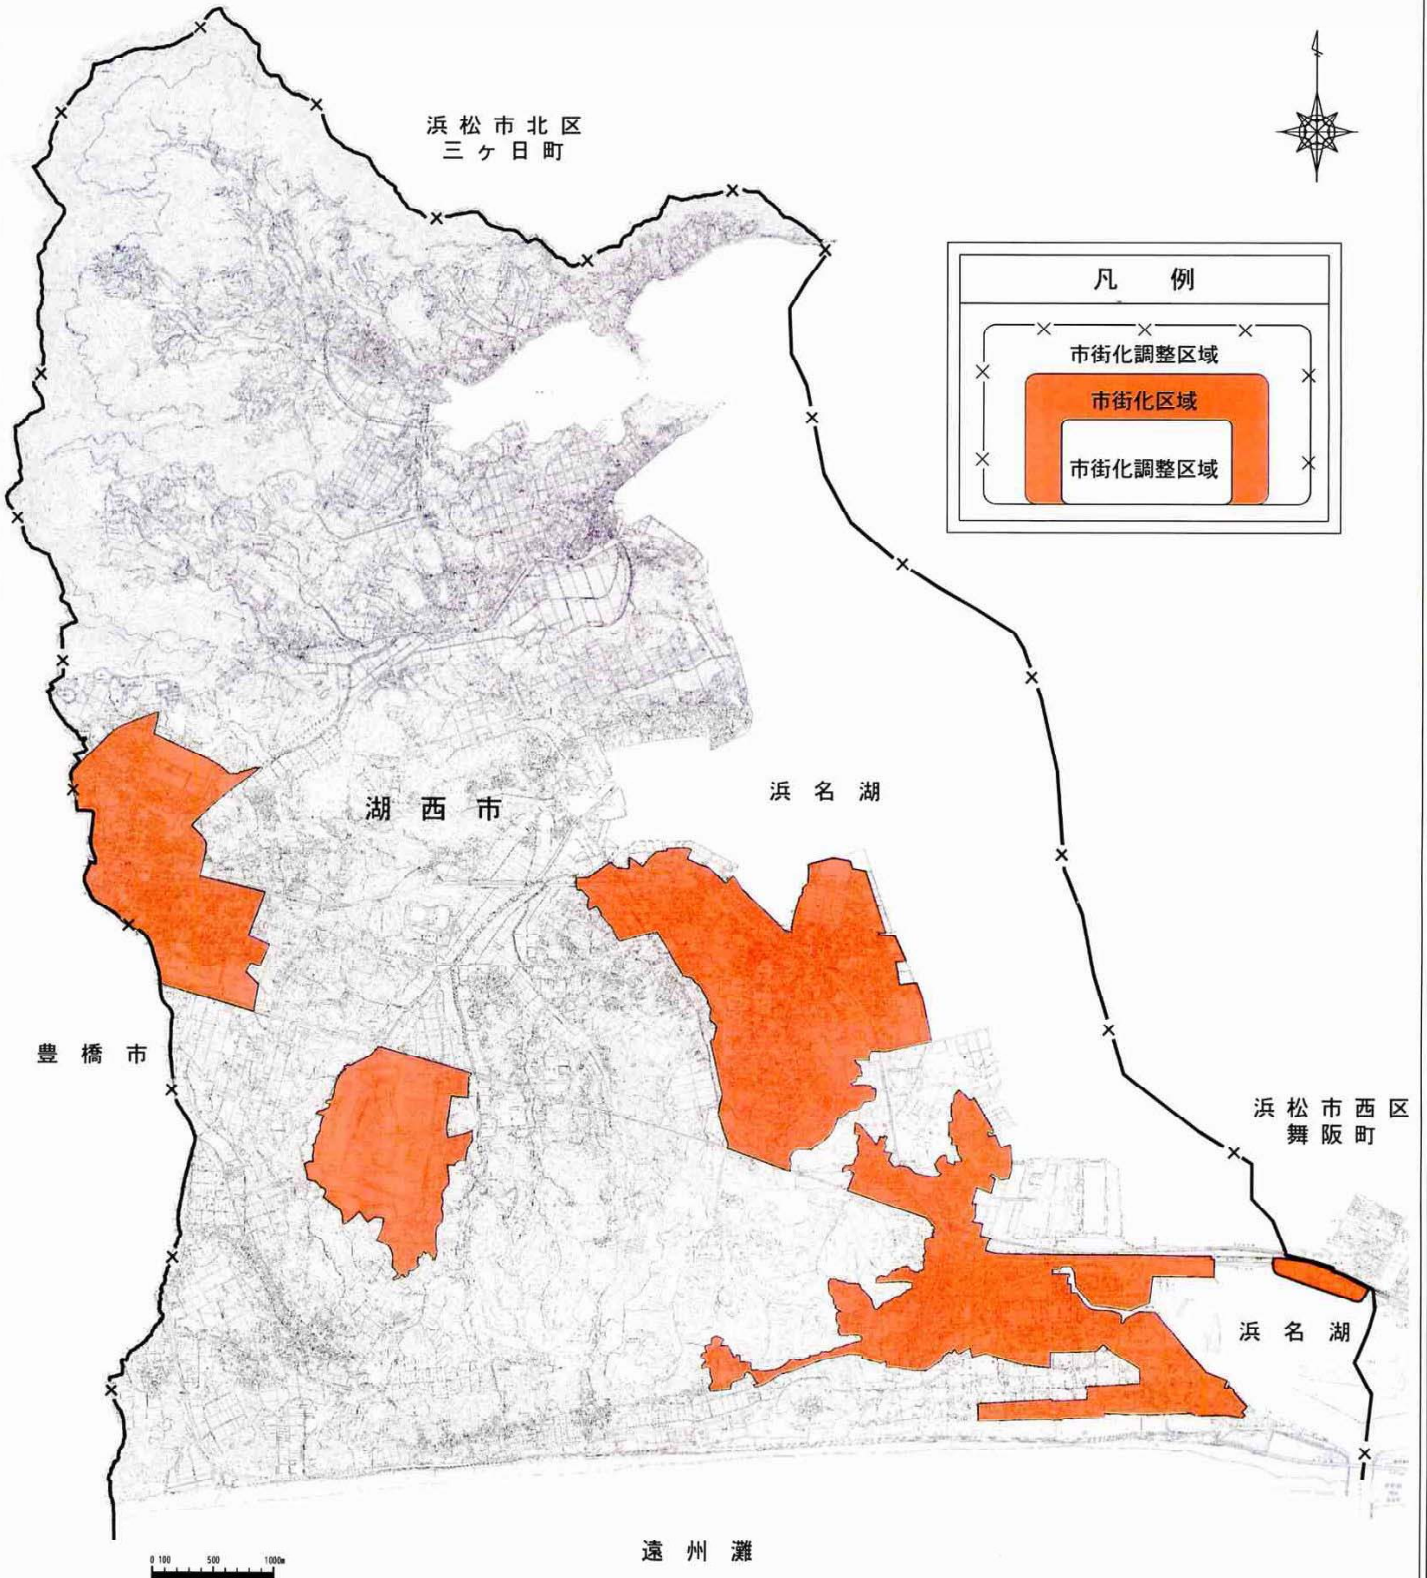 浜松市北区
三ヶ日町
凡 例
市街化調整区域
市街化区域
市街化調整区域
湖西市
浜名湖
豊橋市
浜松市西区
舞阪町
浜名湖
遠州灘
0 100 500 1000m